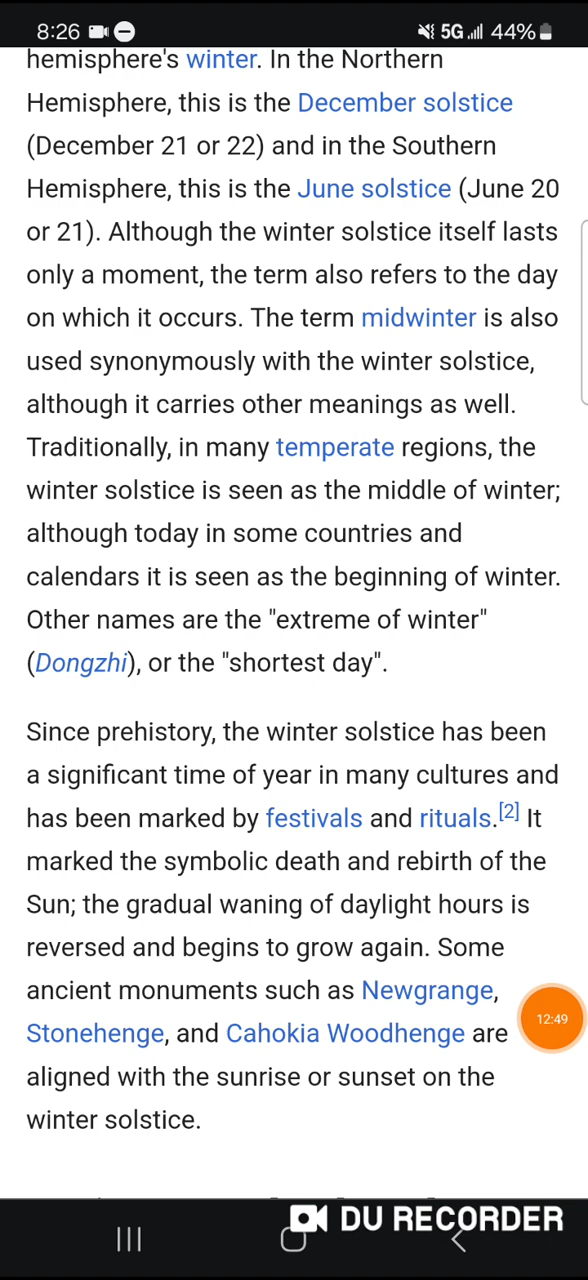 8:26 5G 44%
hemisphere's winter. In the Northern
Hemisphere, this is the December solstice
(December 21 or 22) and in the Southern
Hemisphere, this is the June solstice (June 20
or 21). Although the winter solstice itself lasts
only a moment, the term also refers to the day
on which it occurs. The term midwinter is also
used synonymously with the winter solstice,
although it carries other meanings as well.
Traditionally, in many temperate regions, the
winter solstice is seen as the middle of winter;
although today in some countries and
calendars it is seen as the beginning of winter.
Other names are the "extreme of winter"
(Dongzhi), or the "shortest day".
Since prehistory, the winter solstice has been
a significant time of year in many cultures and
has been marked by festivals and rituals.[2] It
marked the symbolic death and rebirth of the
Sun; the gradual waning of daylight hours is
reversed and begins to grow again. Some
ancient monuments such as Newgrange,
Stonehenge, and Cahokia Woodhenge are
aligned with the sunrise or sunset on the
winter solstice.
12:49
DU RECORDER